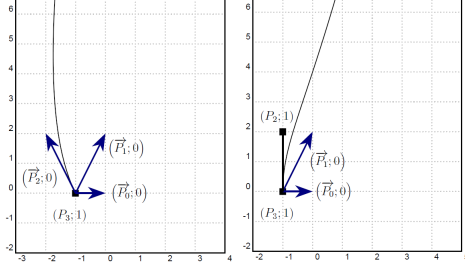 6
5
4
3
2
1
0
-1
-2
-3 -2 -1 0 1 2 3 4
(P⃗₁; 0)
(P⃗₂; 0)
(P⃗₀; 0)
(P₃; 1)
6
5
4
3
2
1
0
-1
-2
-2 -1 0 1 2 3 4 5
(P₂; 1)
(P⃗₁; 0)
(P⃗₀; 0)
(P₃; 1)